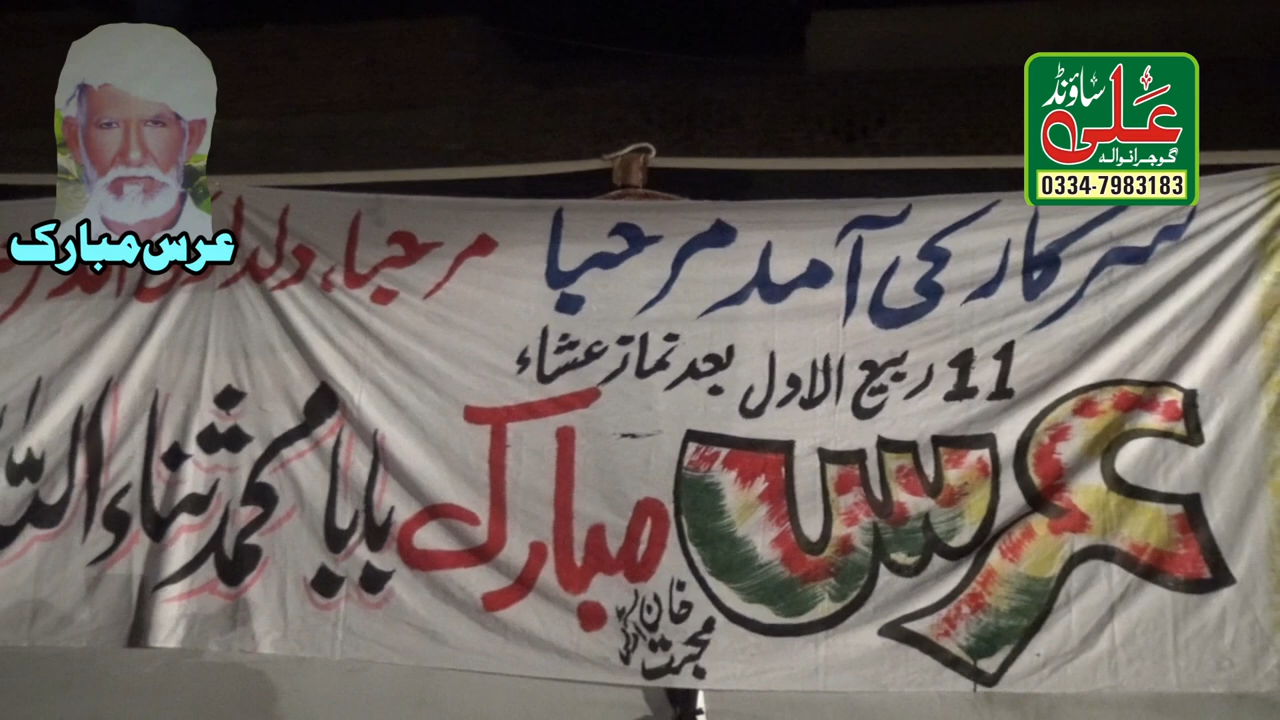 علی ساؤنڈ
گوجرانوالہ
0334-7983183
عرس مبارک
سرکار کی آمد مرحبا مرحبا، دلدار کی آمد
11 ربیع الاول بعد نماز عشاء
عرس مبارک بابا محمد ثناء اللہ
محبت خان